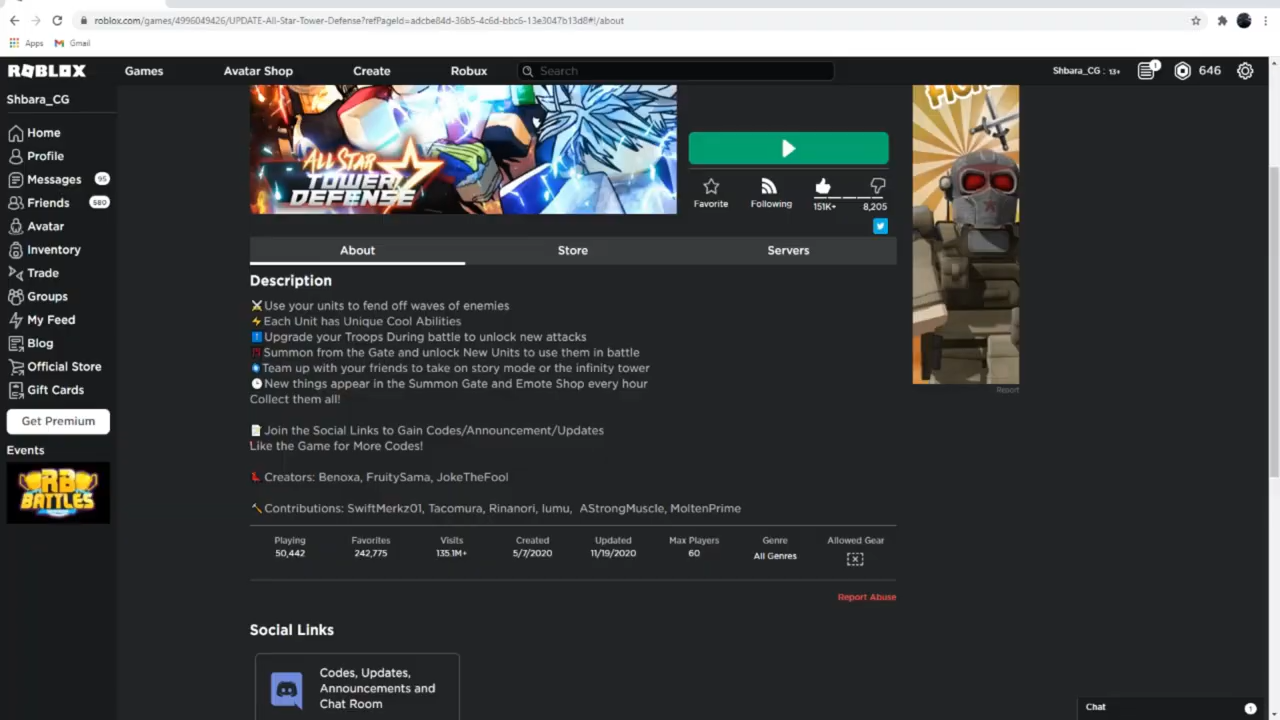 roblox.com/games/4996049426/UPDATE-All-Star-Tower-Defense?refPageId=adcbe84d-36b5-4c6d-bbc6-13e3047b13d8#!/about
Apps Gmail
ROBLOX Games Avatar Shop Create Robux Search Shbara_CG : 13+ 1 646
Shbara_CG
Home
Profile
Messages 95
Friends 580
Avatar
Inventory
Trade
Groups
My Feed
Blog
Official Store
Gift Cards
Get Premium
Events
RB BATTLES
ALL STAR
TOWER
DEFENSE
Favorite Following 151K+ 8,205
About Store Servers
Description
Use your units to fend off waves of enemies
Each Unit has Unique Cool Abilities
Upgrade your Troops During battle to unlock new attacks
Summon from the Gate and unlock New Units to use them in battle
Team up with your friends to take on story mode or the infinity tower
New things appear in the Summon Gate and Emote Shop every hour
Collect them all!
Join the Social Links to Gain Codes/Announcement/Updates
Like the Game for More Codes!
Creators: Benoxa, FruitySama, JokeTheFool
Contributions: SwiftMerkz01, Tacomura, Rinanori, Iumu, AStrongMuscle, MoltenPrime
Playing Favorites Visits Created Updated Max Players Genre Allowed Gear
50,442 242,775 135.1M+ 5/7/2020 11/19/2020 60 All Genres
Report Abuse
Social Links
Codes, Updates,
Announcements and
Chat Room
Report
Chat 1